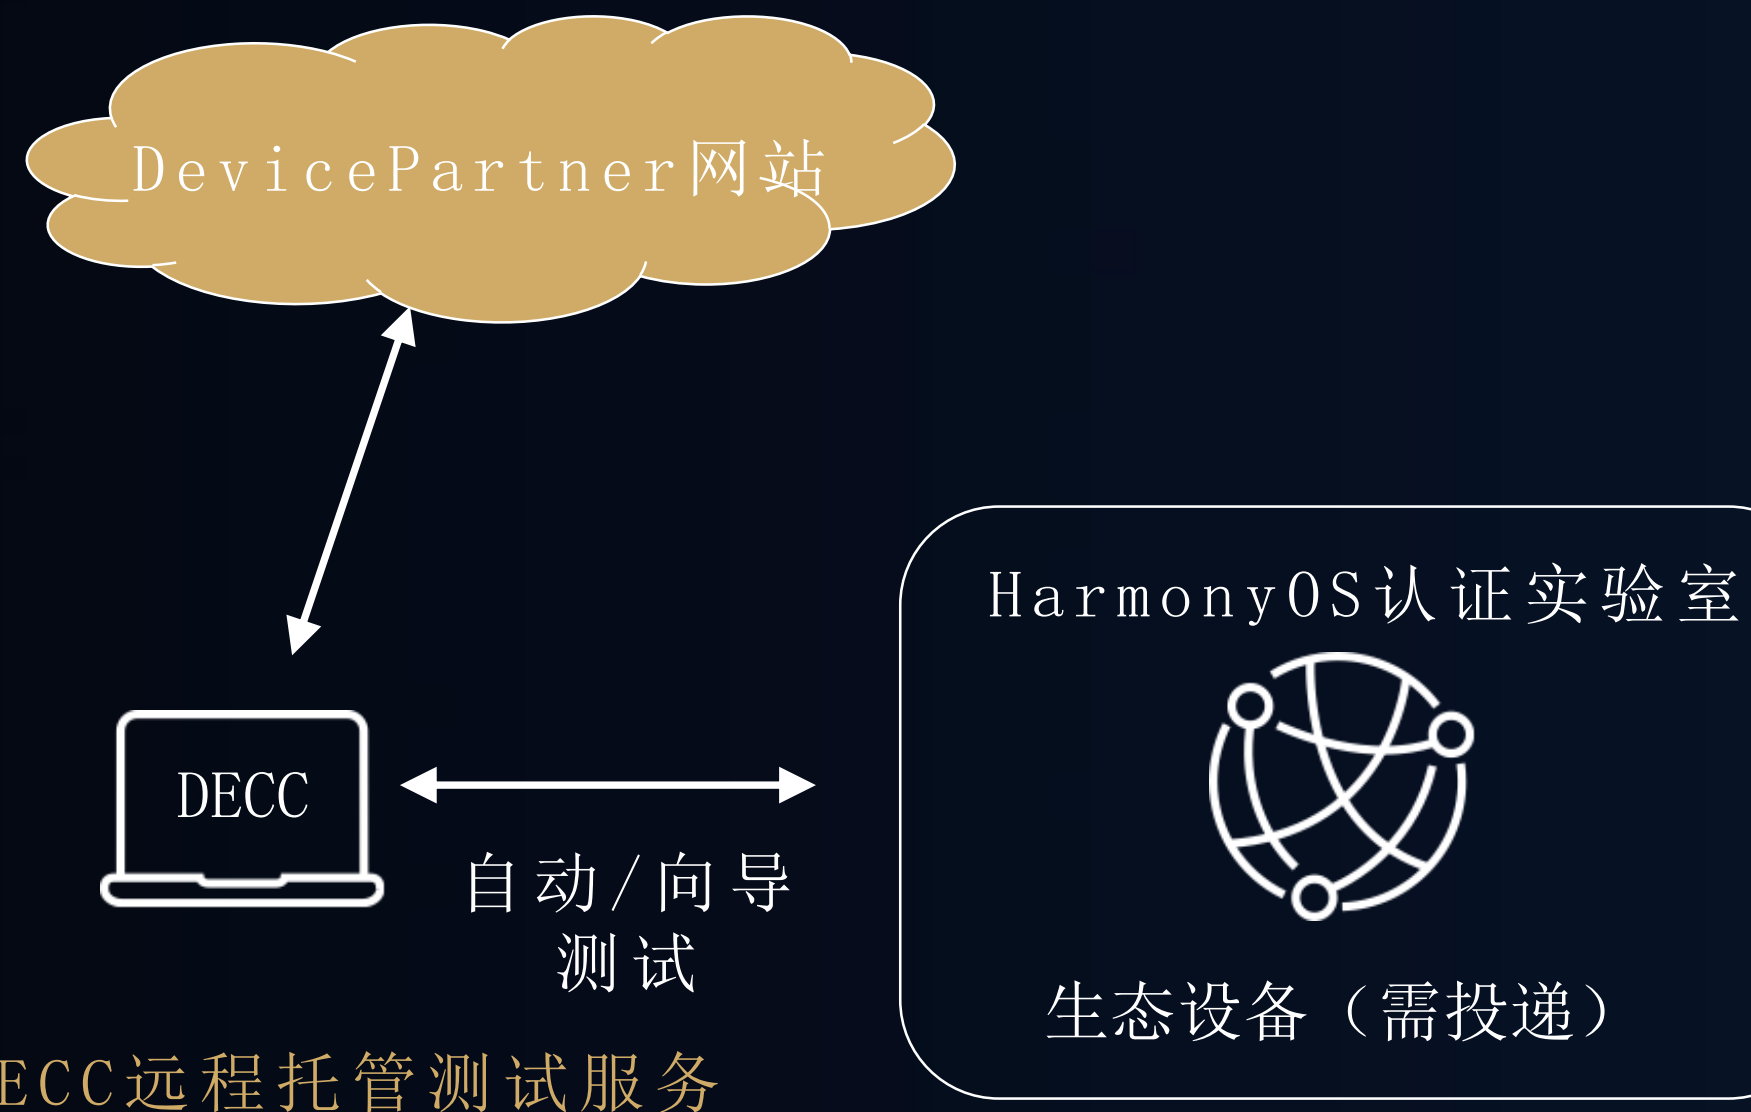 DevicePartner网站
HarmonyOS认证实验室
DECC
自动/向导
测试
生态设备（需投递）
ECC远程托管测试服务